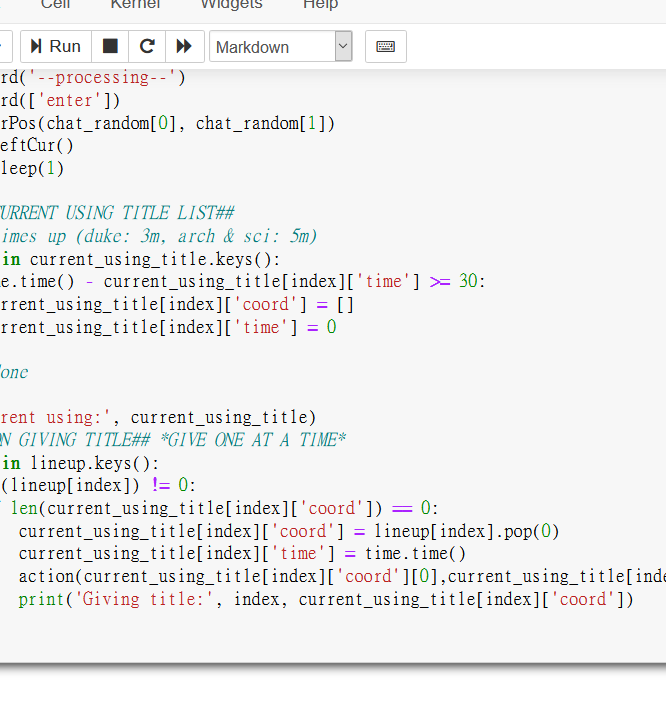 Cell Kernel Widgets Help
Run Markdown
rd('--processing--')
rd(['enter'])
rPos(chat_random[0], chat_random[1])
eftCur()
leep(1)
URRENT USING TITLE LIST##
imes up (duke: 3m, arch & sci: 5m)
in current_using_title.keys():
e.time() - current_using_title[index]['time'] >= 30:
rrent_using_title[index]['coord'] = []
rrent_using_title[index]['time'] = 0
one
rent using:', current_using_title)
ON GIVING TITLE## *GIVE ONE AT A TIME*
in lineup.keys():
(lineup[index]) != 0:
len(current_using_title[index]['coord']) == 0:
current_using_title[index]['coord'] = lineup[index].pop(0)
current_using_title[index]['time'] = time.time()
action(current_using_title[index]['coord'][0],current_using_title[inde
print('Giving title:', index, current_using_title[index]['coord'])